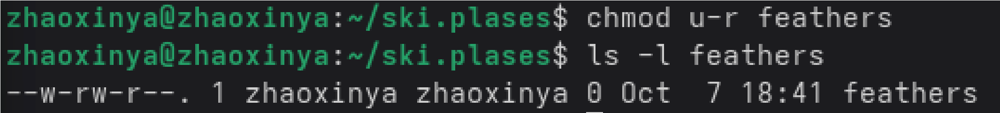 zhaoxinya@zhaoxinya:~/ski.plases$ chmod u-r feathers
zhaoxinya@zhaoxinya:~/ski.plases$ ls -l feathers
--w-rw-r--. 1 zhaoxinya zhaoxinya 0 Oct  7 18:41 feathers